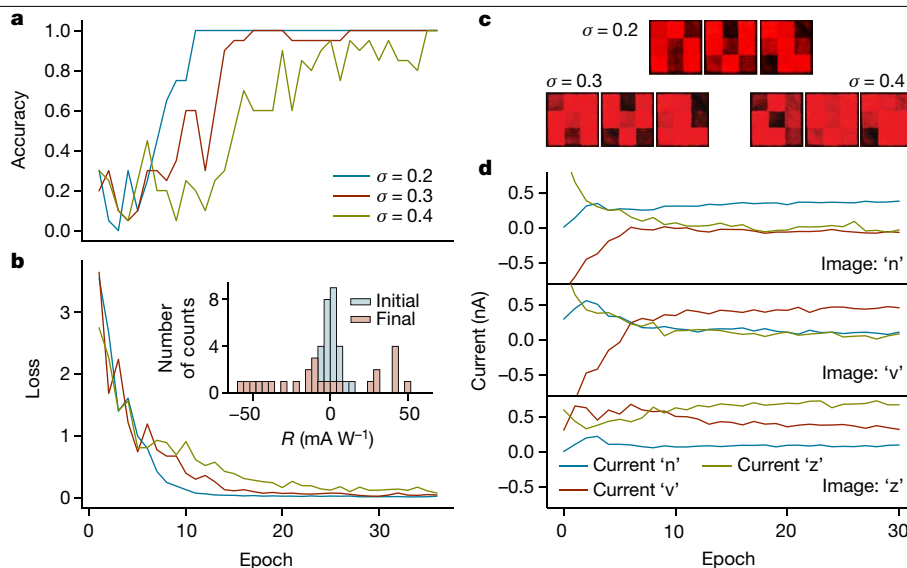 a
Accuracy
1.0
0.8
0.6
0.4
0.2
0.0
σ = 0.2
σ = 0.3
σ = 0.4
b
Loss
3
2
1
0
0
10
20
30
Epoch
Number
of counts
8
4
0
Initial
Final
−50
0
50
R (mA W−1)
c
σ = 0.2
σ = 0.3
σ = 0.4
d
Current (nA)
0.5
0.0
−0.5
Image: ‘n’
0.5
0.0
−0.5
Image: ‘v’
0.5
0.0
−0.5
Current ‘n’
Current ‘z’
Current ‘v’
Image: ‘z’
0
10
20
30
Epoch